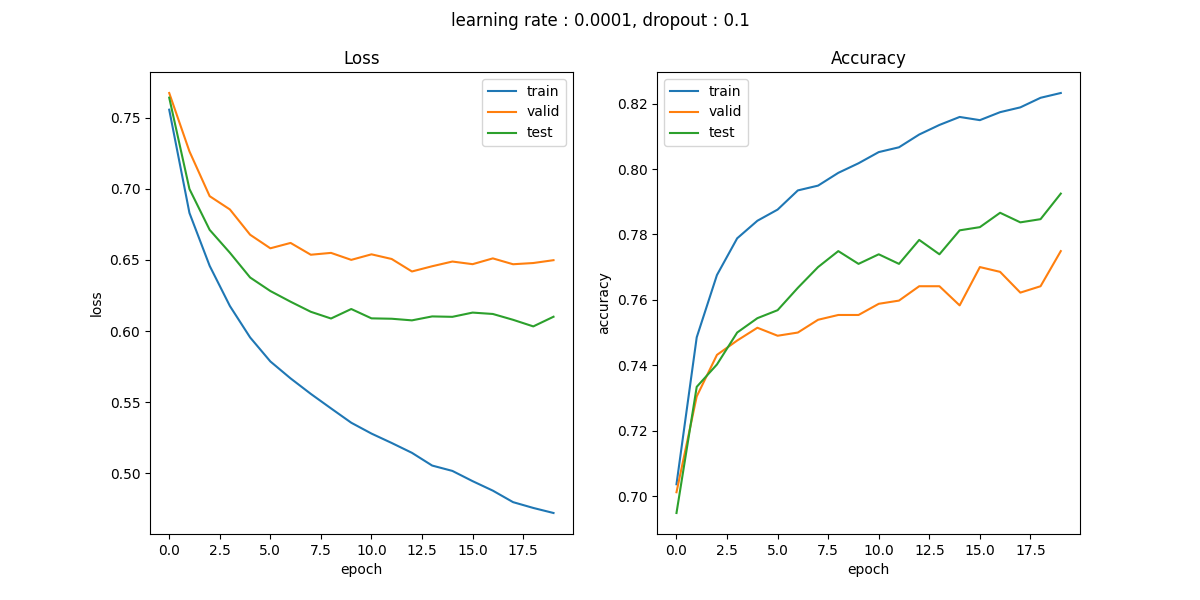 learning rate : 0.0001, dropout : 0.1
Loss
train
valid
test
0.75
0.70
0.65
0.60
0.55
0.50
loss
0.0 2.5 5.0 7.5 10.0 12.5 15.0 17.5
epoch
Accuracy
train
valid
test
0.82
0.80
0.78
0.76
0.74
0.72
0.70
accuracy
0.0 2.5 5.0 7.5 10.0 12.5 15.0 17.5
epoch